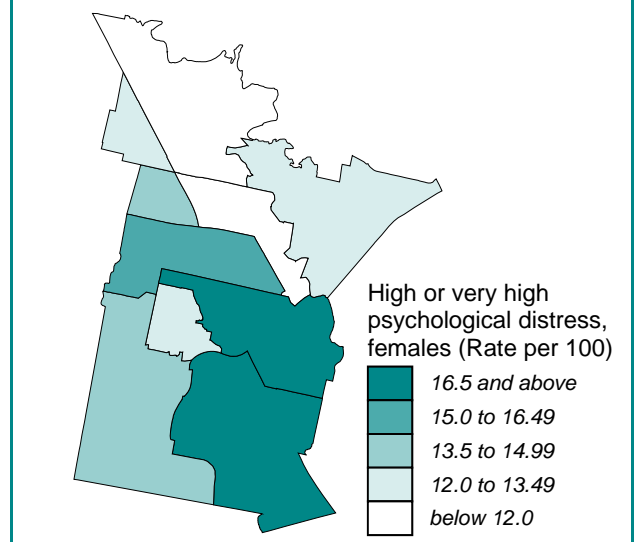 High or very high
psychological distress,
females (Rate per 100)
16.5 and above
15.0 to 16.49
13.5 to 14.99
12.0 to 13.49
below 12.0